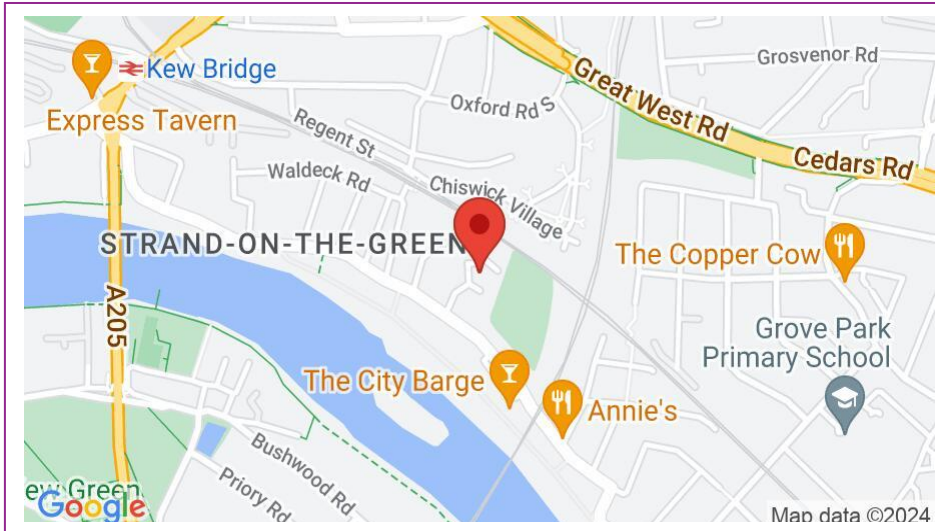 Grosvenor Rd
Kew Bridge
Great West Rd
Oxford Rd S
Express Tavern
Regent St
Cedars Rd
Waldeck Rd
Chiswick Village
STRAND-ON-THE-GREEN
The Copper Cow
A205
Grove Park
Primary School
The City Barge
Annie's
Bushwood Rd
Priory Rd
ew Green
Google
Map data ©2024